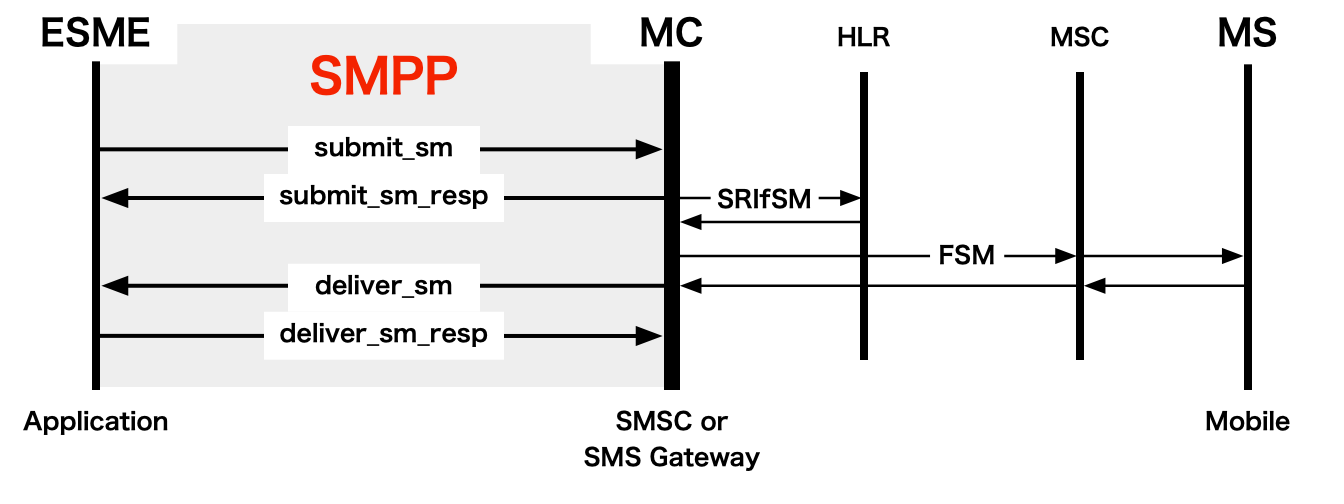 ESME
MC
HLR
MSC
MS
SMPP
submit_sm
submit_sm_resp
SRIfSM
FSM
deliver_sm
deliver_sm_resp
Application
SMSC or
SMS Gateway
Mobile